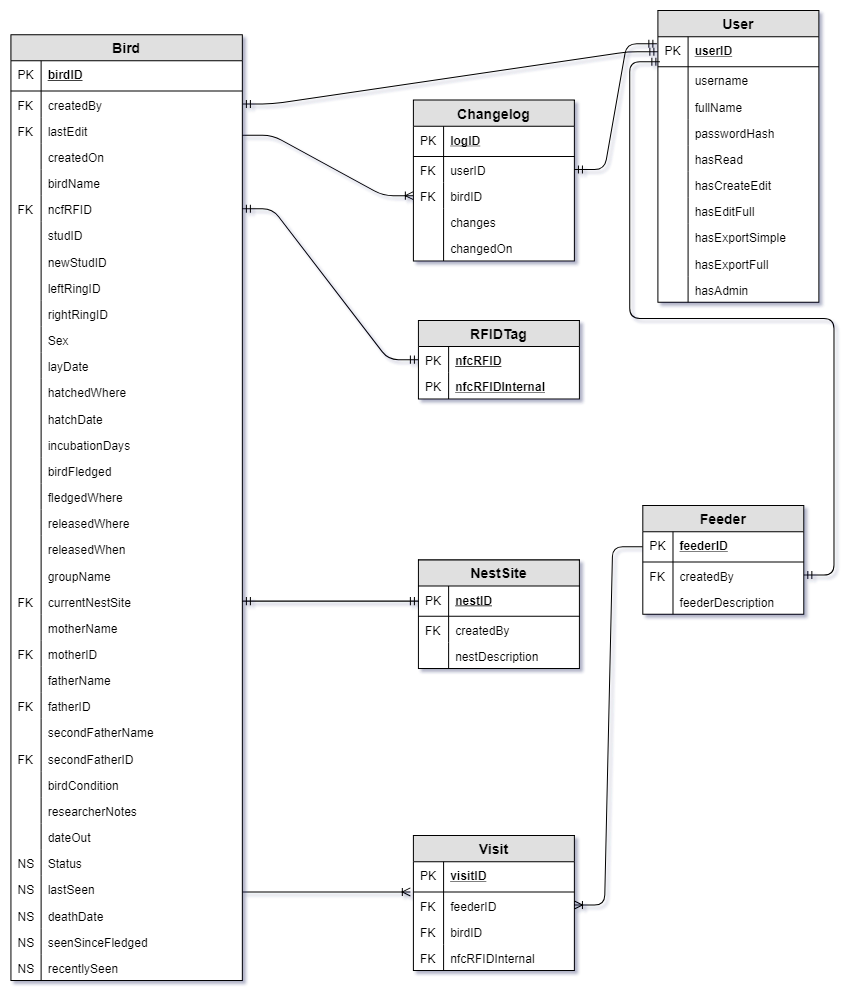 Bird
PK birdID
FK createdBy
FK lastEdit
createdOn
birdName
FK ncfRFID
studID
newStudID
leftRingID
rightRingID
Sex
layDate
hatchedWhere
hatchDate
incubationDays
birdFledged
fledgedWhere
releasedWhere
releasedWhen
groupName
FK currentNestSite
motherName
FK motherID
fatherName
FK fatherID
secondFatherName
FK secondFatherID
birdCondition
researcherNotes
dateOut
NS Status
NS lastSeen
NS deathDate
NS seenSinceFledged
NS recentlySeen
Changelog
PK logID
FK userID
FK birdID
changes
changedOn
RFIDTag
PK nfcRFID
PK nfcRFIDInternal
NestSite
PK nestID
FK createdBy
nestDescription
Visit
PK visitID
FK feederID
FK birdID
FK nfcRFIDInternal
User
PK userID
username
fullName
passwordHash
hasRead
hasCreateEdit
hasEditFull
hasExportSimple
hasExportFull
hasAdmin
Feeder
PK feederID
FK createdBy
feederDescription